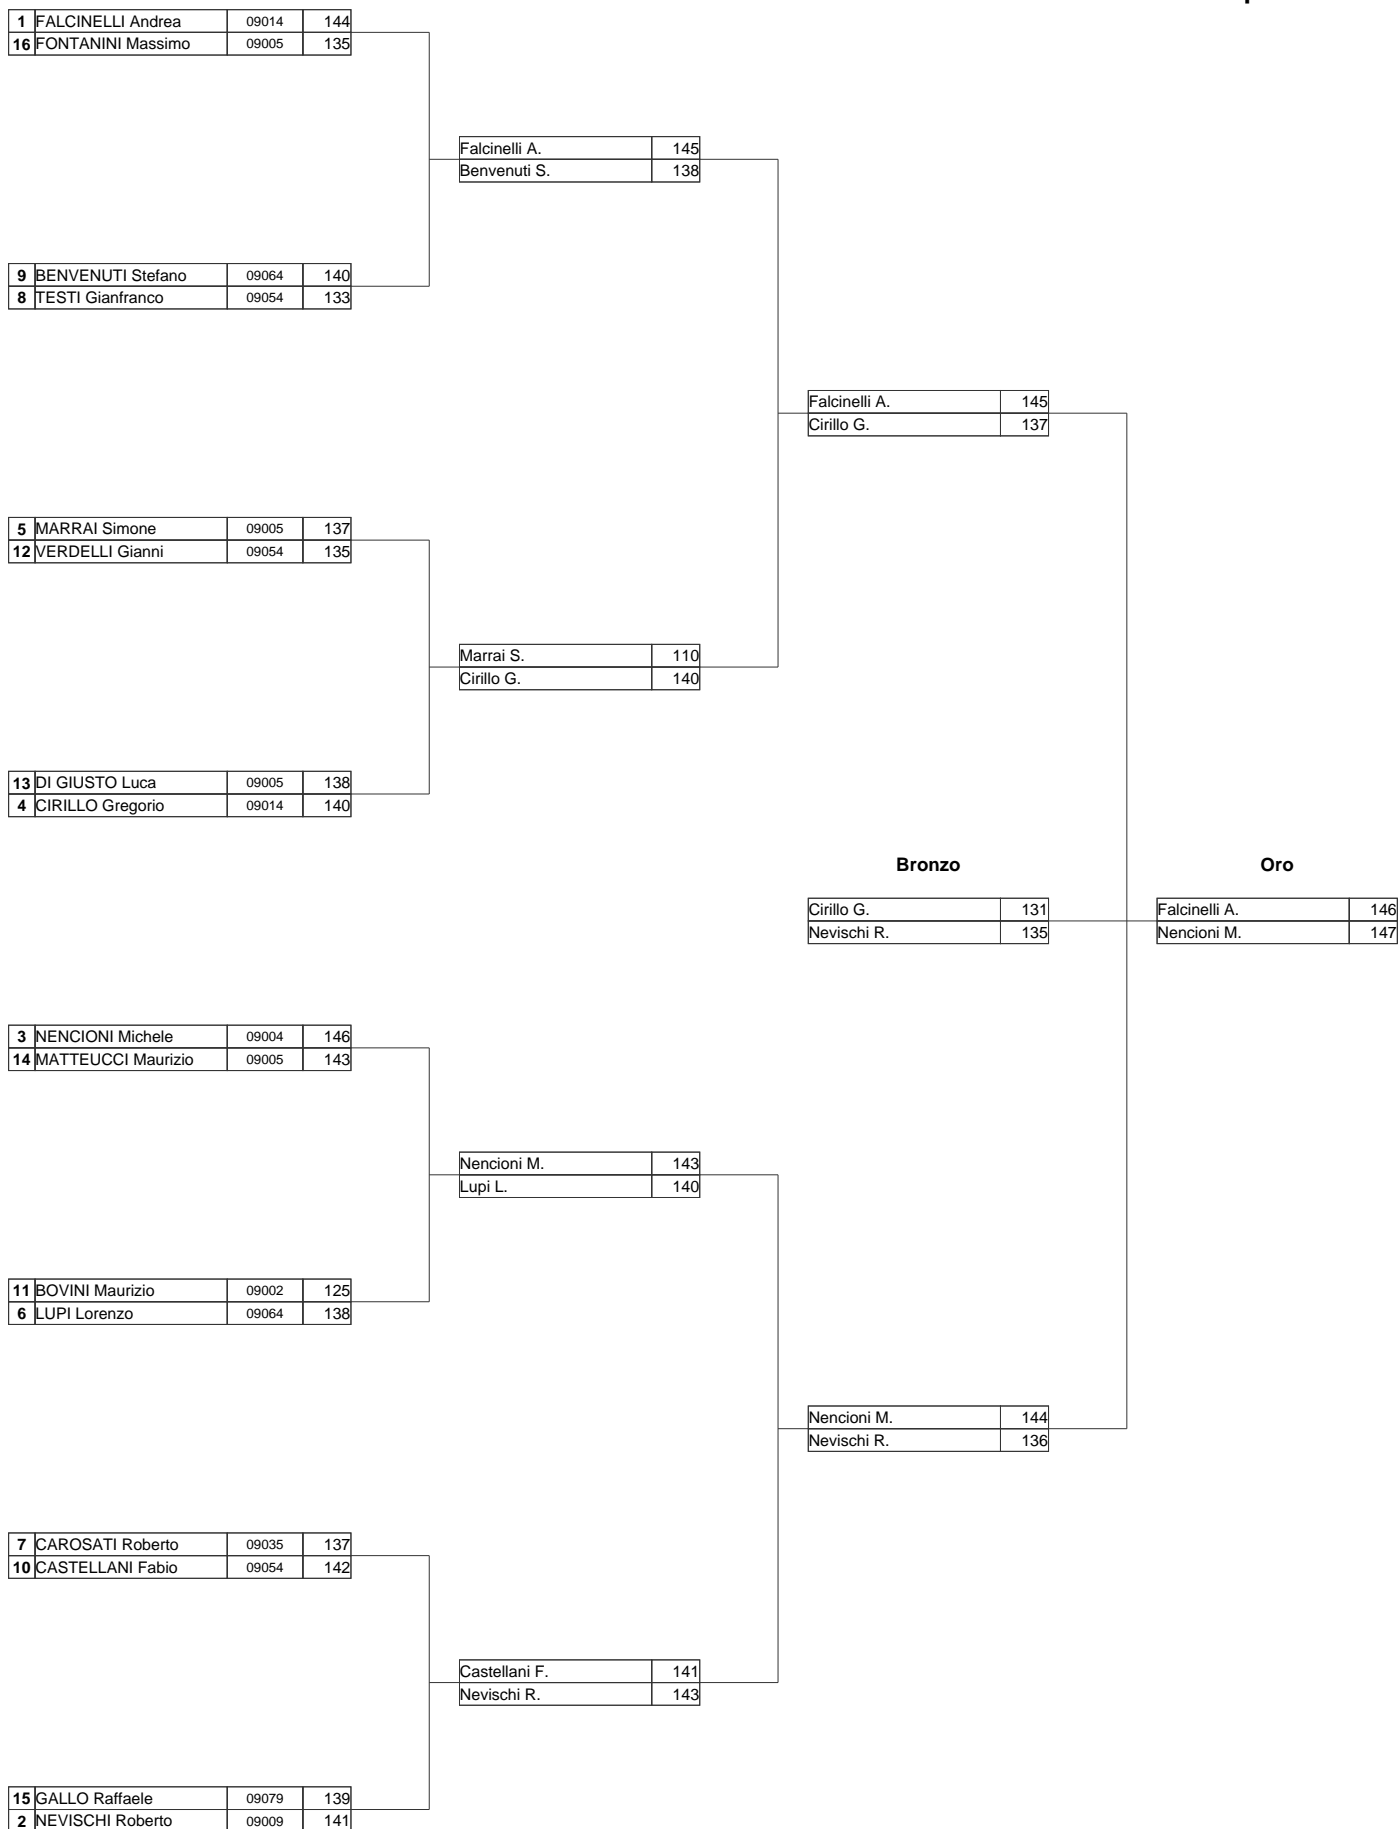 1 FALCINELLI Andrea 09014 144
16 FONTANINI Massimo 09005 135
Falcinelli A. 145
Benvenuti S. 138
9 BENVENUTI Stefano 09064 140
8 TESTI Gianfranco 09054 133
Falcinelli A. 145
Cirillo G. 137
5 MARRAI Simone 09005 137
12 VERDELLI Gianni 09054 135
Marrai S. 110
Cirillo G. 140
13 DI GIUSTO Luca 09005 138
4 CIRILLO Gregorio 09014 140
Bronzo Oro
Cirillo G. 131 Falcinelli A. 146
Nevischi R. 135 Nencioni M. 147
3 NENCIONI Michele 09004 146
14 MATTEUCCI Maurizio 09005 143
Nencioni M. 143
Lupi L. 140
11 BOVINI Maurizio 09002 125
6 LUPI Lorenzo 09064 138
Nencioni M. 144
Nevischi R. 136
7 CAROSATI Roberto 09035 137
10 CASTELLANI Fabio 09054 142
Castellani F. 141
Nevischi R. 143
15 GALLO Raffaele 09079 139
2 NEVISCHI Roberto 09009 141